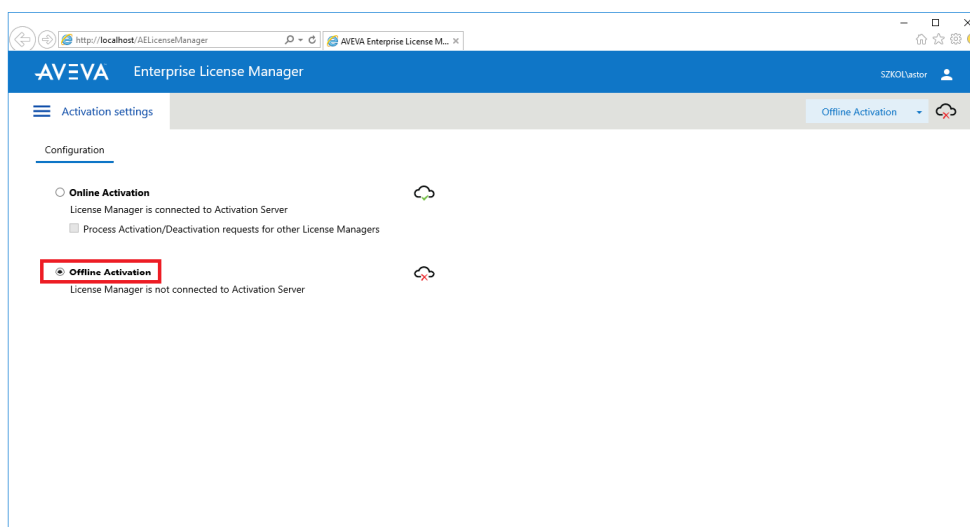 http://localhost/AELicenseManager
AVEVA Enterprise License M...
AVEVA
Enterprise License Manager
SZKOL\astor
Activation settings
Offline Activation
Configuration
Online Activation
License Manager is connected to Activation Server
Process Activation/Deactivation requests for other License Managers
Offline Activation
License Manager is not connected to Activation Server